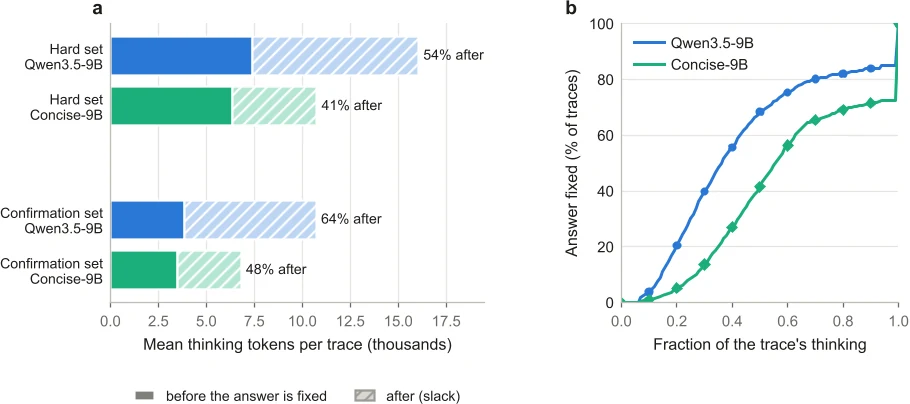 a
Hard set
Qwen3.5-9B
54% after
Hard set
Concise-9B
41% after
Confirmation set
Qwen3.5-9B
64% after
Confirmation set
Concise-9B
48% after
0.0 2.5 5.0 7.5 10.0 12.5 15.0 17.5
Mean thinking tokens per trace (thousands)
before the answer is fixed
after (slack)
b
Answer fixed (% of traces)
100
80
60
40
20
0
Qwen3.5-9B
Concise-9B
0.0 0.2 0.4 0.6 0.8 1.0
Fraction of the trace's thinking